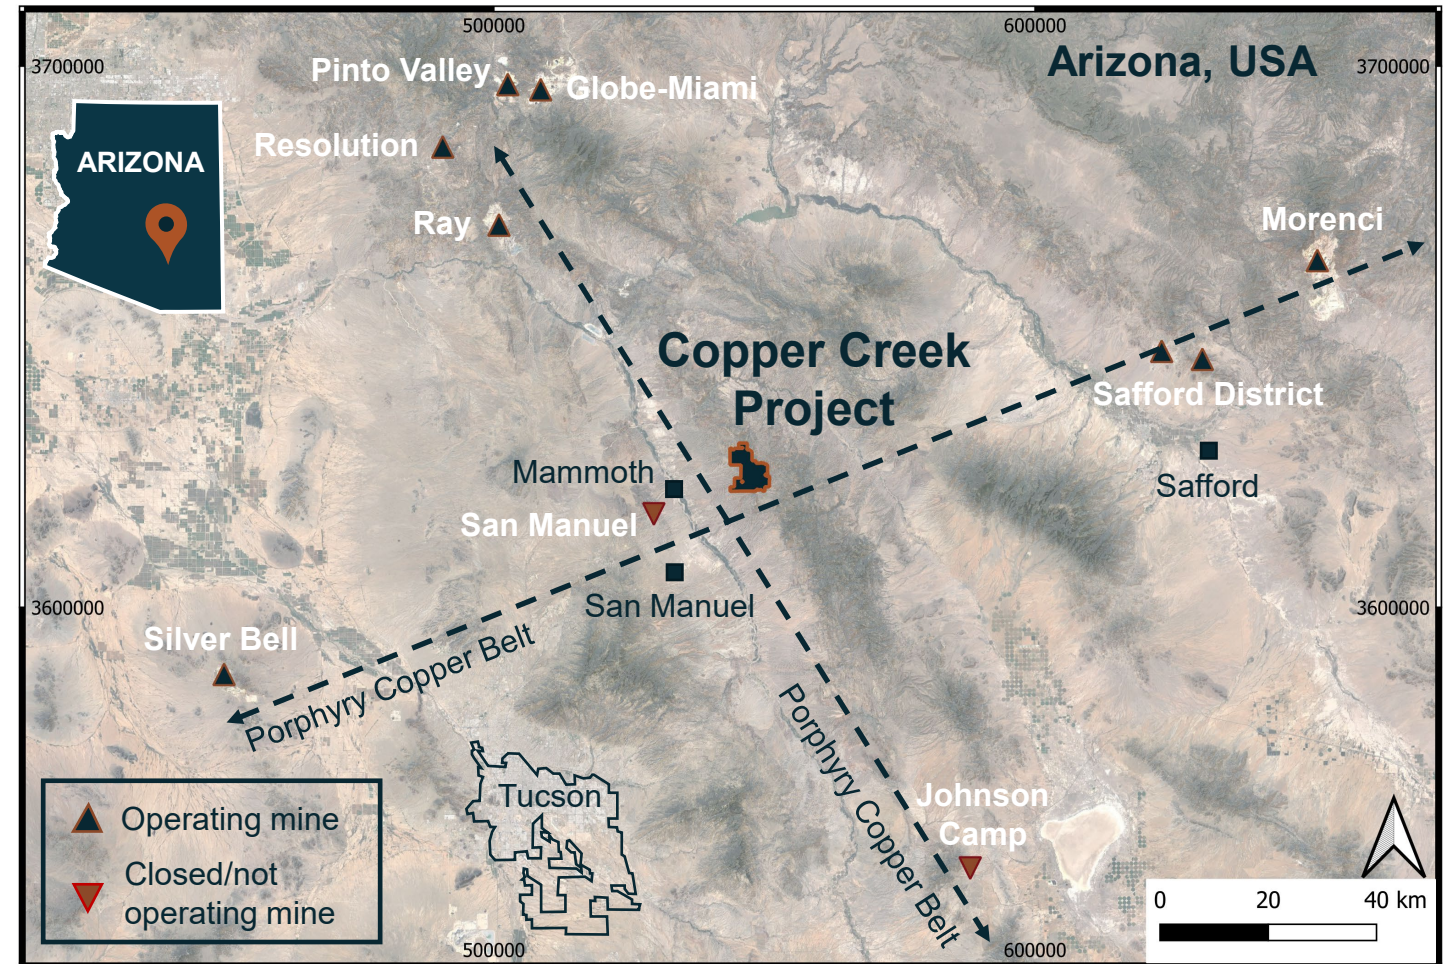 500000
600000
Arizona, USA
3700000
3700000
Pinto Valley
Globe-Miami
Resolution
ARIZONA
Ray
Morenci
Copper Creek
Project
Safford District
Mammoth
Safford
San Manuel
San Manuel
3600000
3600000
Silver Bell
Porphyry Copper Belt
Porphyry Copper Belt
Tucson
Johnson
Camp
Operating mine
Closed/not
operating mine
0 20 40 km
500000
600000